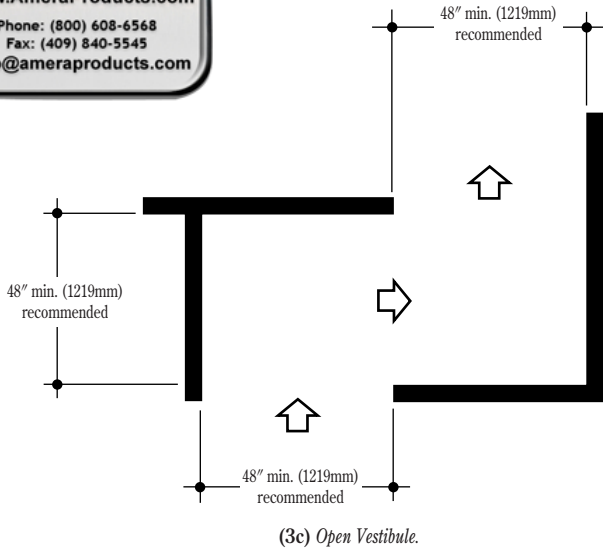 Phone: (800) 608-6568
Fax: (409) 840-5545
@ameraproducts.com
48″ min. (1219mm)
recommended
48″ min. (1219mm)
recommended
48″ min. (1219mm)
recommended
(3c) Open Vestibule.